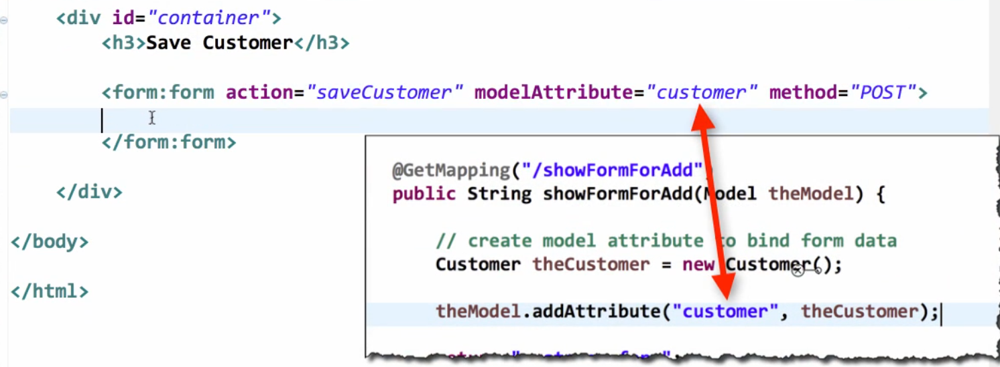 <div id="container">
<h3>Save Customer</h3>
<form:form action="saveCustomer" modelAttribute="customer" method="POST">
</form:form>
</div>
</body>
</html>
@GetMapping("/showFormForAdd")
public String showFormForAdd(Model theModel) {
// create model attribute to bind form data
Customer theCustomer = new Customer();
theModel.addAttribute("customer", theCustomer);